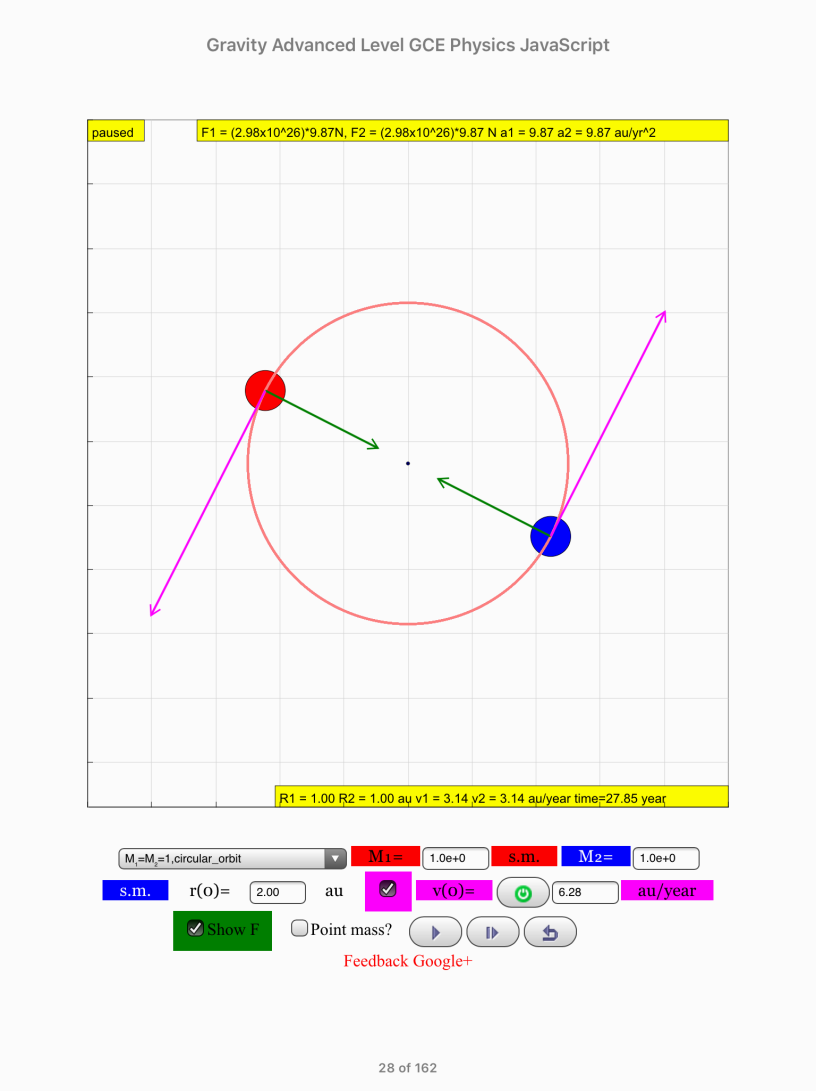 Gravity Advanced Level GCE Physics JavaScript
paused
F1 = (2.98x10^26)*9.87N, F2 = (2.98x10^26)*9.87 N a1 = 9.87 a2 = 9.87 au/yr^2
R1 = 1.00 R2 = 1.00 au v1 = 3.14 v2 = 3.14 au/year time=27.85 year
M₁=M₂=1,circular_orbit M1= 1.0e+0 s.m. M2= 1.0e+0
s.m. r(0)= 2.00 au v(0)= 6.28 au/year
Show F Point mass?
Feedback Google+
28 of 162